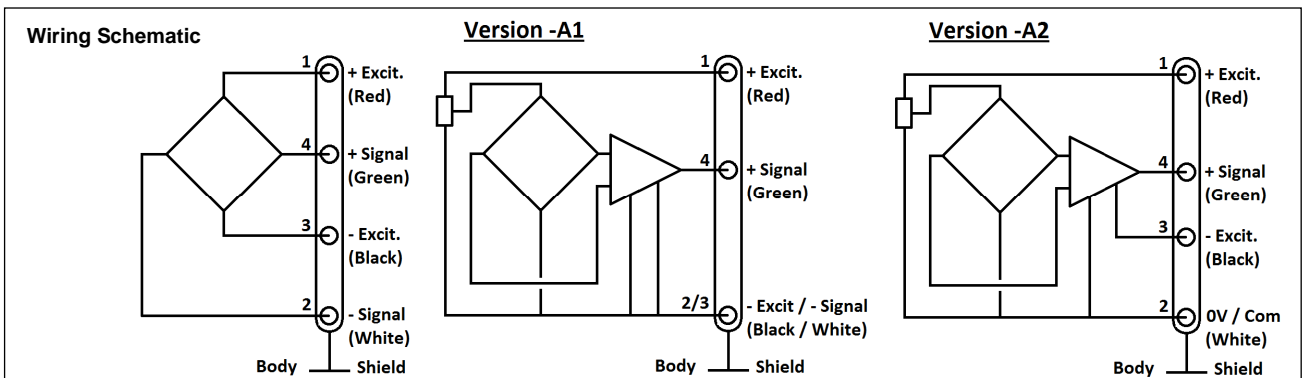 Wiring Schematic
1
+ Excit.
(Red)
4
+ Signal
(Green)
3
- Excit.
(Black)
2
- Signal
(White)
Body
Shield
Version -A1
1
+ Excit.
(Red)
4
+ Signal
(Green)
2/3
- Excit / - Signal
(Black / White)
Body
Shield
Version -A2
1
+ Excit.
(Red)
4
+ Signal
(Green)
3
- Excit.
(Black)
2
0V / Com
(White)
Body
Shield